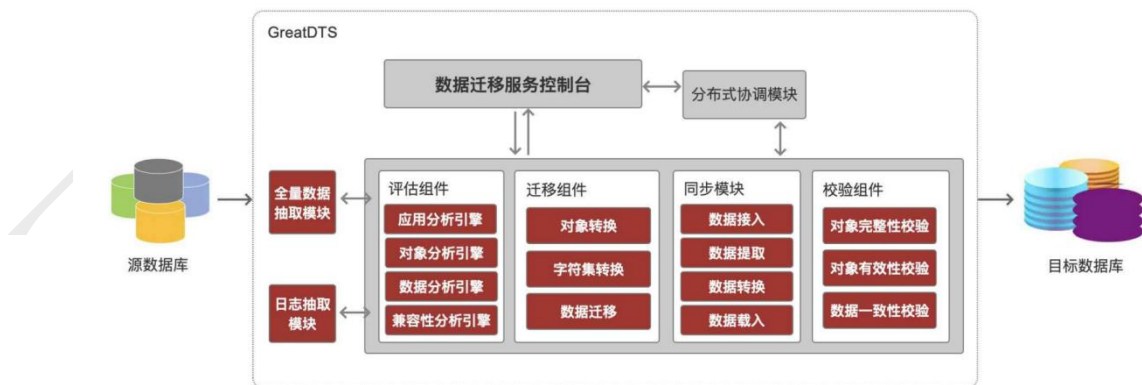 GreatDTS
数据迁移服务控制台
分布式协调模块
源数据库
全量数据
抽取模块
日志抽取
模块
评估组件
应用分析引擎
对象分析引擎
数据分析引擎
兼容性分析引擎
迁移组件
对象转换
字符集转换
数据迁移
同步模块
数据接入
数据提取
数据转换
数据载入
校验组件
对象完整性校验
对象有效性校验
数据一致性校验
目标数据库